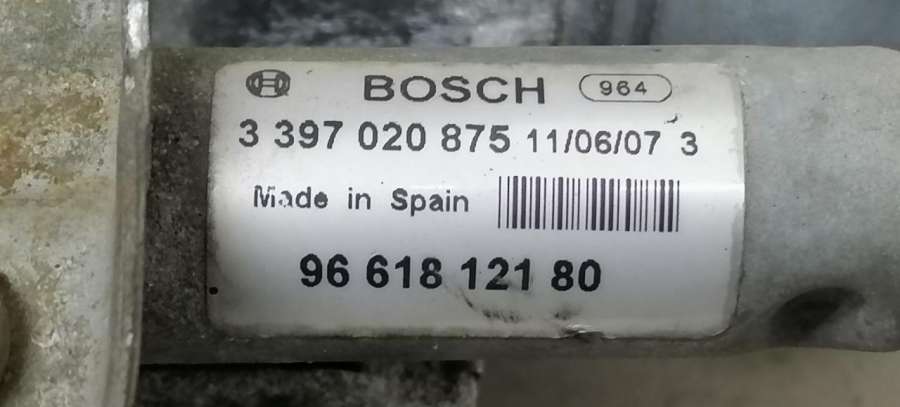 BOSCH 964
3 397 020 875 11/06/07 3
Made in Spain
96 618 121 80